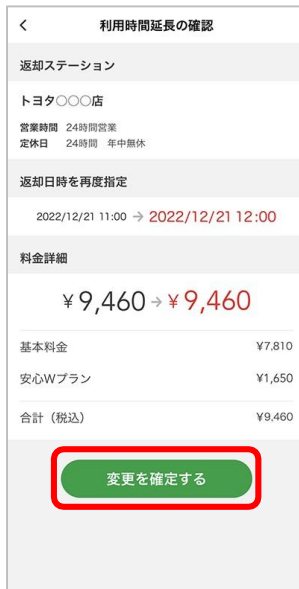 利用時間延長の確認
返却ステーション
トヨタ○○○店
営業時間 24時間営業
定休日 24時間 年中無休
返却日時を再度指定
2022/12/21 11:00 → 2022/12/21 12:00
料金詳細
¥9,460 → ¥9,460
基本料金 ¥7,810
安心Wプラン ¥1,650
合計（税込） ¥9,460
変更を確定する